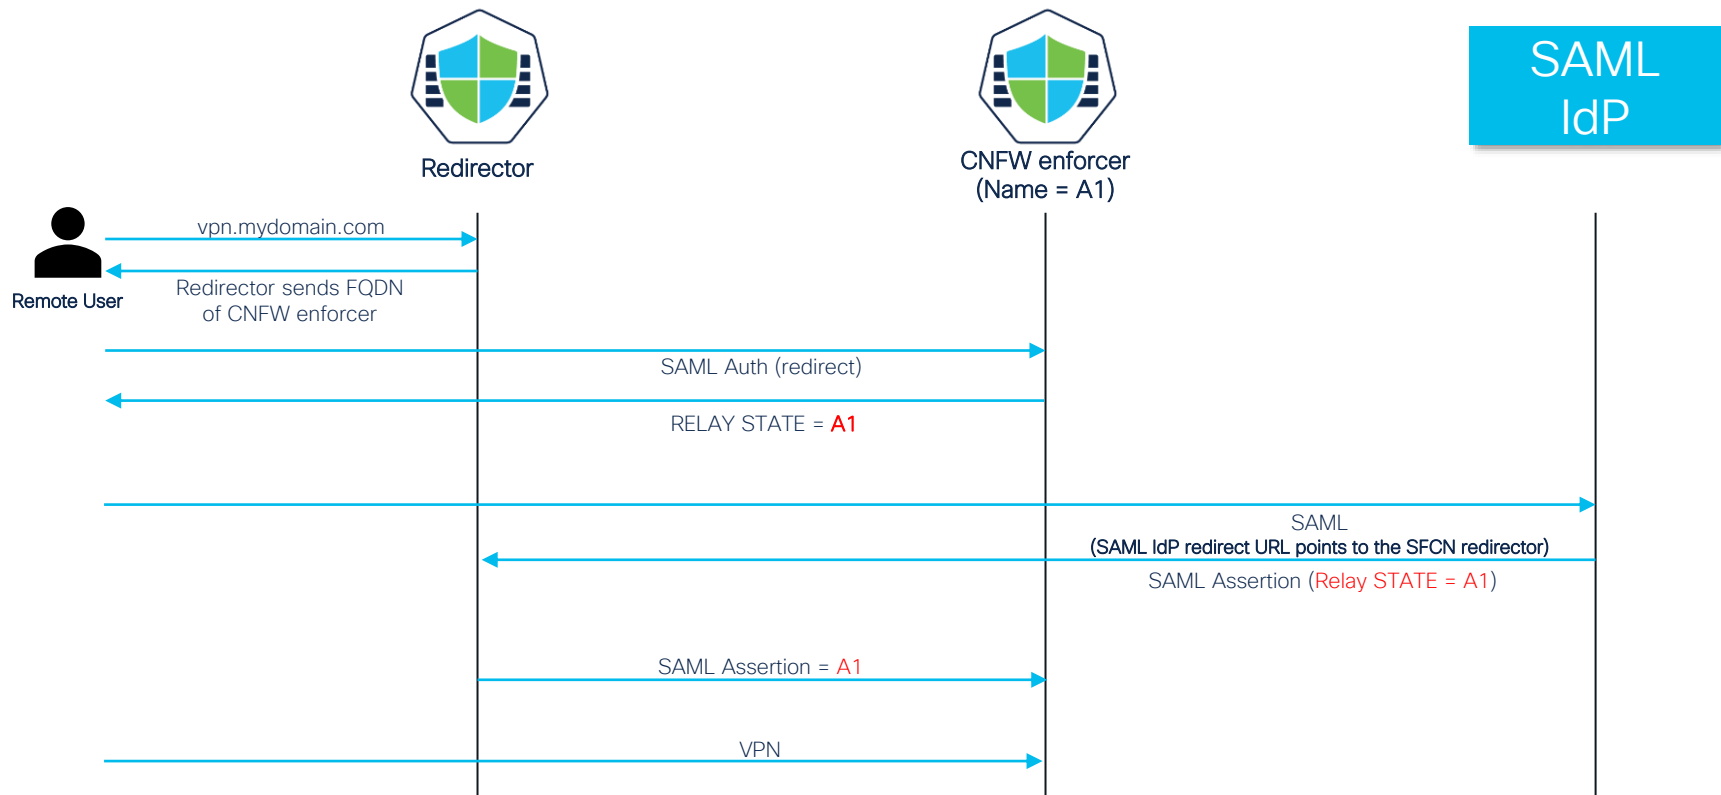 SAML
IdP
Redirector
CNFW enforcer
(Name = A1)
vpn.mydomain.com
Redirector sends FQDN
of CNFW enforcer
Remote User
SAML Auth (redirect)
RELAY STATE = A1
SAML
(SAML IdP redirect URL points to the SFCN redirector)
SAML Assertion (Relay STATE = A1)
SAML Assertion = A1
VPN